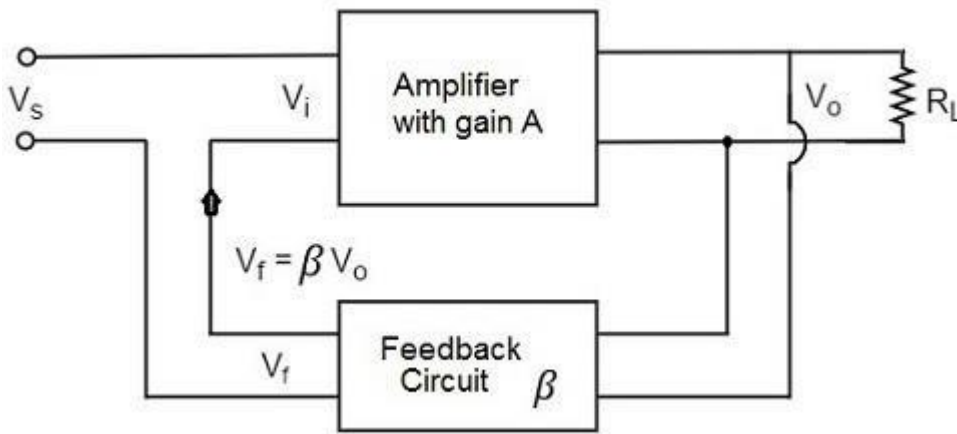 Vs
Vi
Amplifier
with gain A
Vo
RL
Vf = β Vo
Vf
Feedback
Circuit β